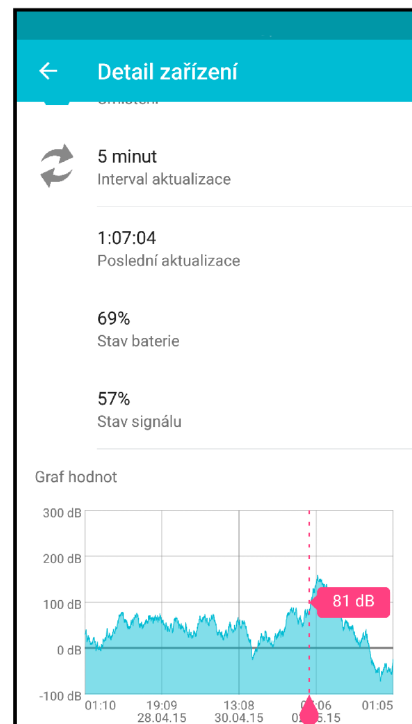 Detail zařízení
5 minut
Interval aktualizace
1:07:04
Poslední aktualizace
69%
Stav baterie
57%
Stav signálu
Graf hodnot
300 dB
200 dB
100 dB
81 dB
0 dB
-100 dB
01:10 19:09 13:08 06 01:05
28.04.15 30.04.15 .15